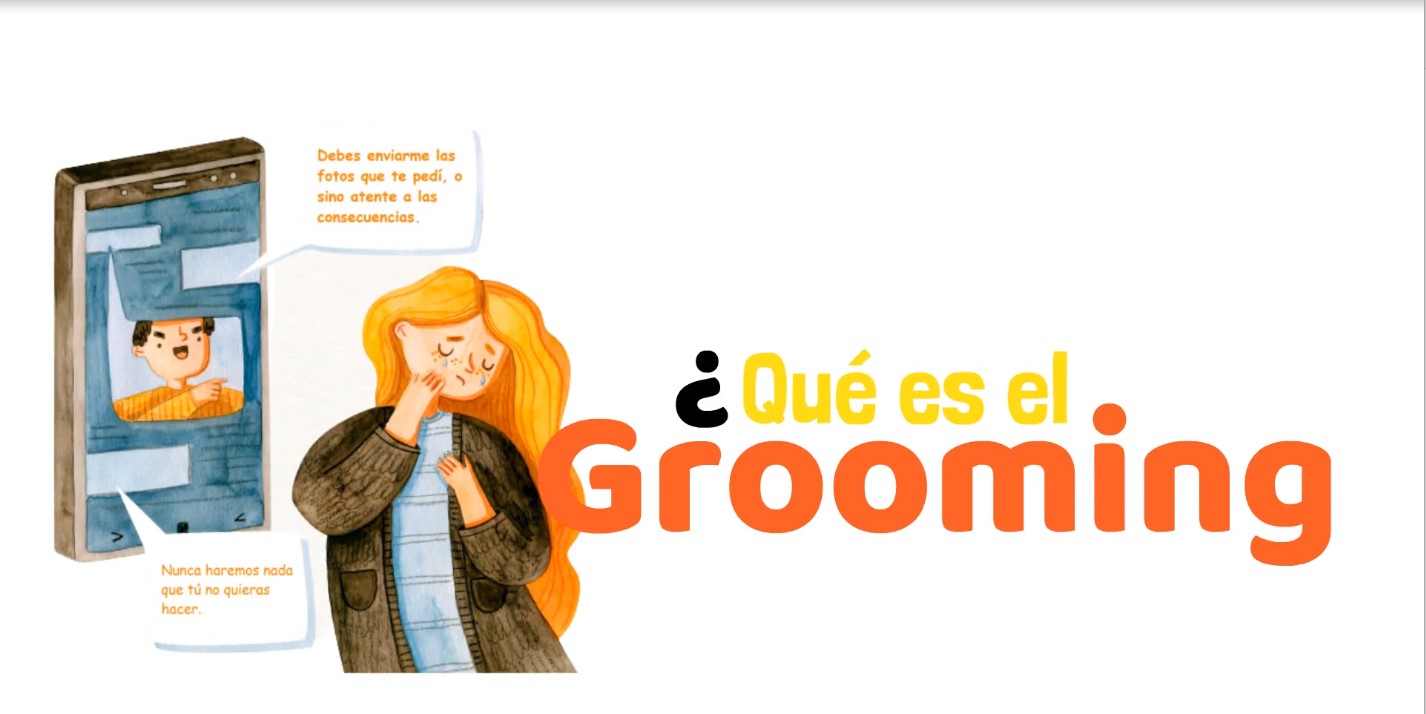 Debes enviarme las
fotos que te pedí, o
sino atente a las
consecuencias.
¿Qué es el
Grooming
Nunca haremos nada
que tú no quieras
hacer.